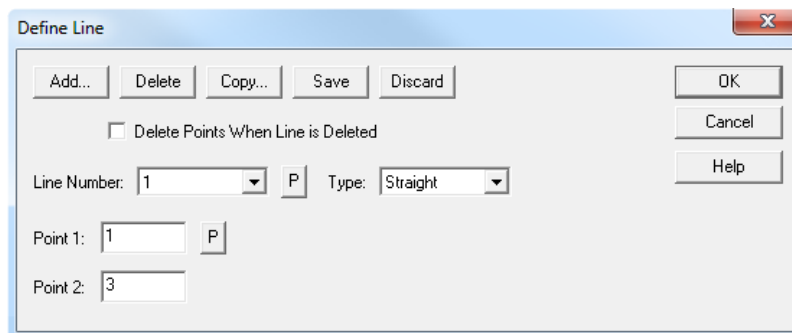 Define Line
Add... Delete Copy... Save Discard OK
Delete Points When Line is Deleted Cancel
Line Number: 1 P Type: Straight Help
Point 1: 1 P
Point 2: 3